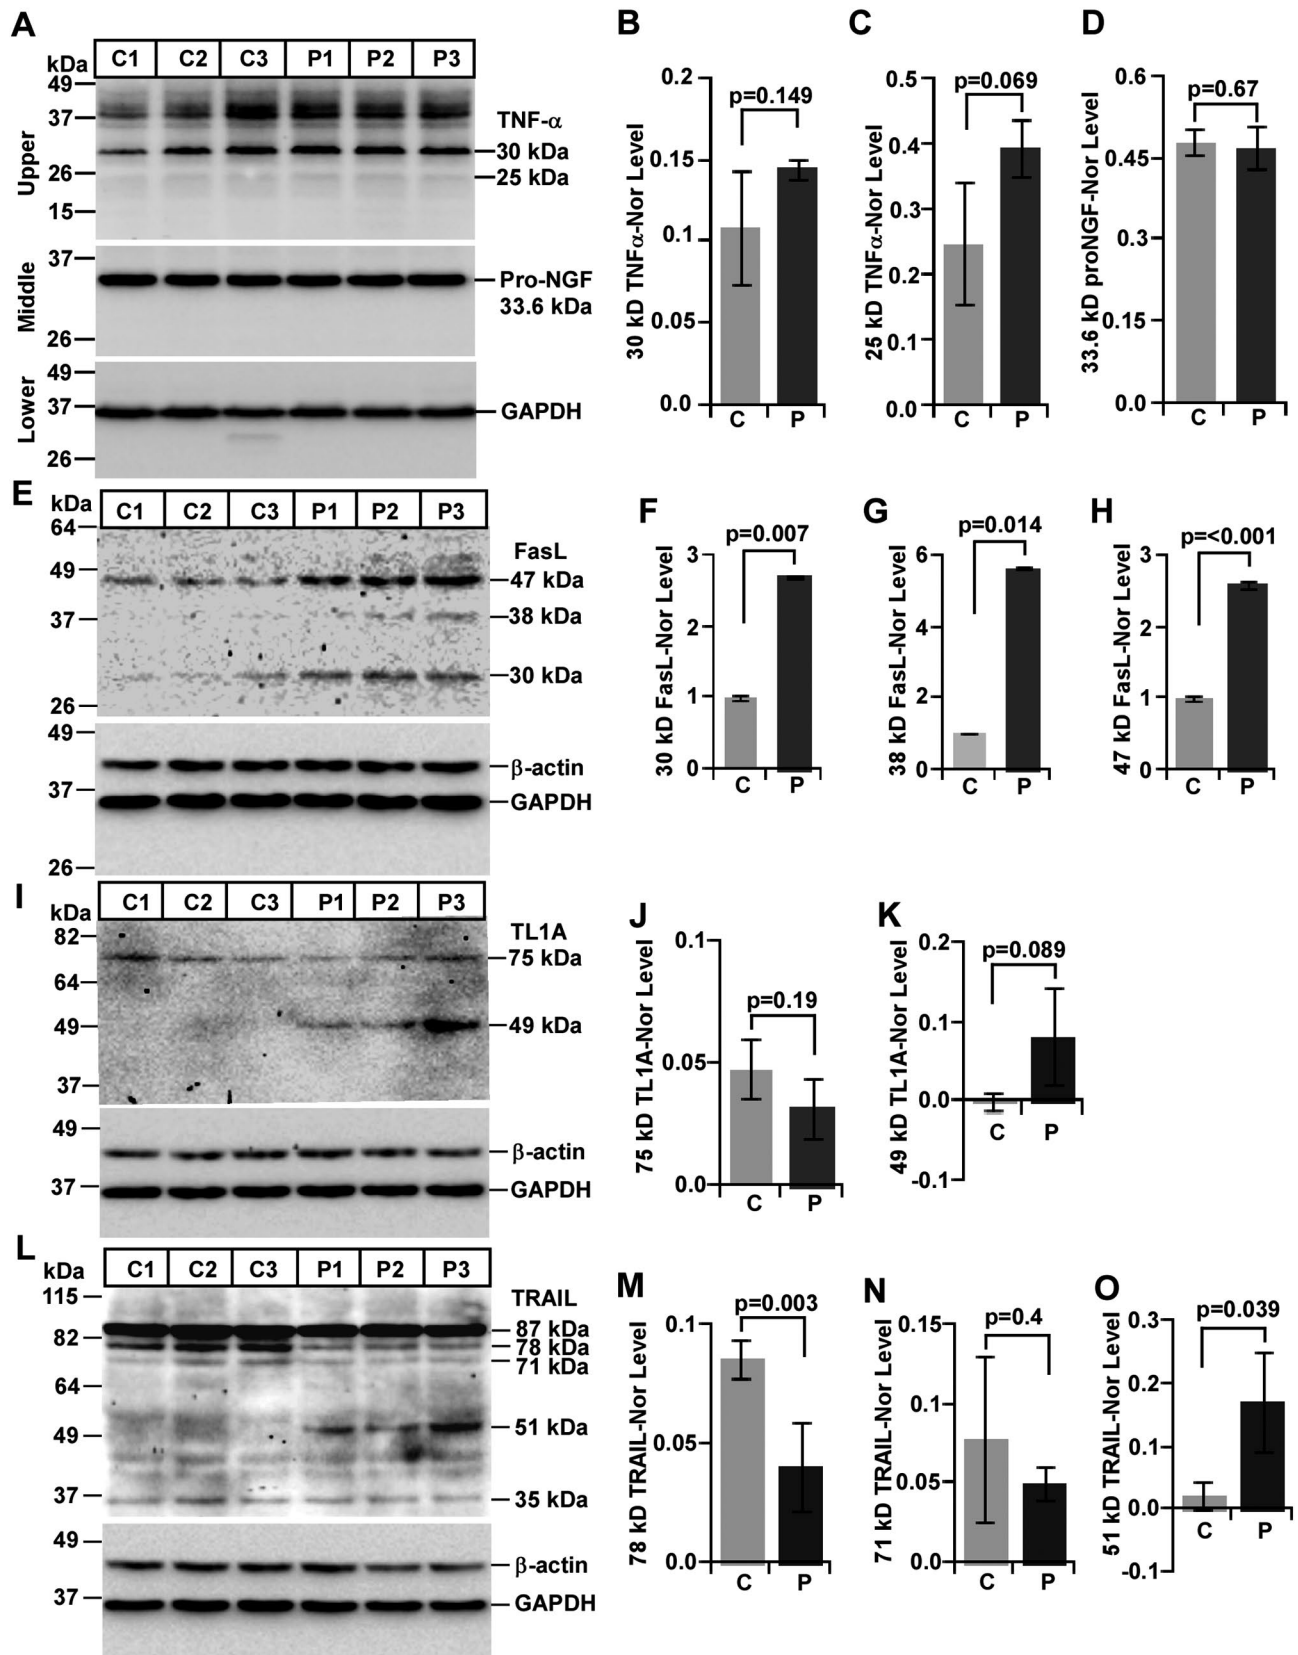 A
kDa
C1 C2 C3 P1 P2 P3
Upper
49
37
26
15
TNF-α
30 kDa
25 kDa
Middle
37
26
Pro-NGF
33.6 kDa
Lower
49
37
26
GAPDH
B
30 kD TNFα-Nor Level
0.2
0.15
0.1
0.05
0.0
p=0.149
C P
C
25 kD TNFα-Nor Level
0.5
0.4
0.3
0.2
0.1
0.0
p=0.069
C P
D
33.6 kD proNGF-Nor Level
0.6
0.45
0.3
0.15
0.0
p=0.67
C P
E
kDa
C1 C2 C3 P1 P2 P3
64
49
37
26
FasL
47 kDa
38 kDa
30 kDa
49
37
26
β-actin
GAPDH
F
30 kD FasL-Nor Level
3
2
1
0
p=0.007
C P
G
38 kD FasL-Nor Level
6
4
2
0
p=0.014
C P
H
47 kD FasL-Nor Level
3
2
1
0
p=<0.001
C P
I
kDa
C1 C2 C3 P1 P2 P3
82
64
49
37
TL1A
75 kDa
49 kDa
49
37
β-actin
GAPDH
J
75 kD TL1A-Nor Level
0.1
0.05
0.0
p=0.19
C P
K
49 kD TL1A-Nor Level
0.2
0.1
0.0
-0.1
p=0.089
C P
L
kDa
C1 C2 C3 P1 P2 P3
115
82
64
49
37
TRAIL
87 kDa
78 kDa
71 kDa
51 kDa
35 kDa
49
37
β-actin
GAPDH
M
78 kD TRAIL-Nor Level
0.1
0.05
0.0
p=0.003
C P
N
71 kD TRAIL-Nor Level
0.15
0.1
0.05
0.0
p=0.4
C P
O
51 kD TRAIL-Nor Level
0.3
0.2
0.1
0.0
-0.1
p=0.039
C P